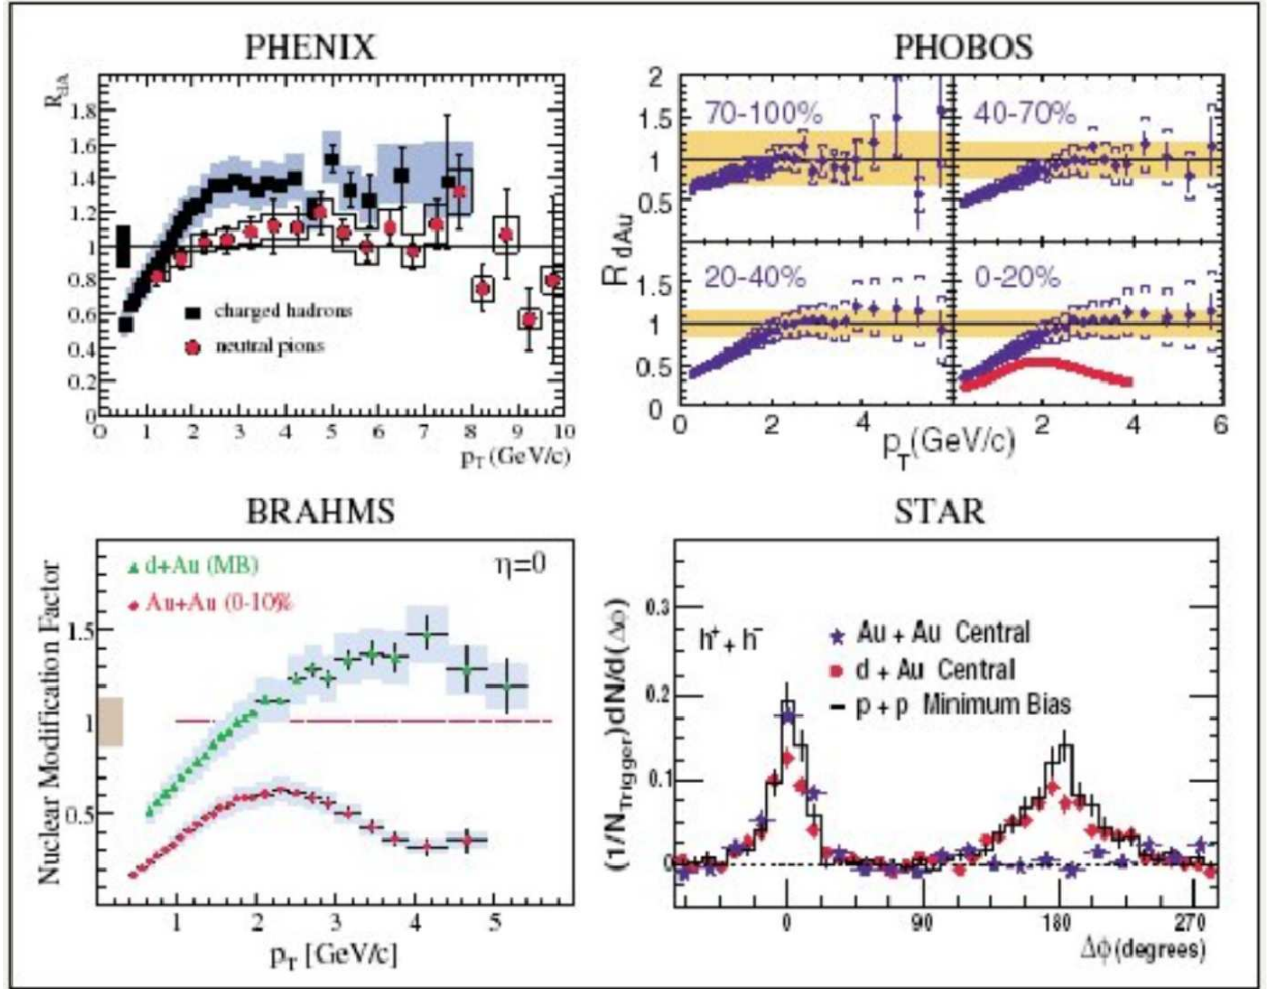 PHENIX
R_dA
1.8
1.6
1.4
1.2
1
0.8
0.6
0.4
0.2
0
charged hadrons
neutral pions
0 1 2 3 4 5 6 7 8 9 10
p_T (GeV/c)
PHOBOS
R_dAu
2
1.5
1
0.5
1.5
1
0.5
0
70-100%
40-70%
20-40%
0-20%
0 2 4 2 4 6
p_T (GeV/c)
BRAHMS
Nuclear Modification Factor
1.5
1
0.5
d+Au (MB)
Au+Au (0-10%
η=0
1 2 3 4 5
p_T [GeV/c]
STAR
(1/N_Trigger)dN/d(Δφ)
0.3
0.2
0.1
0
h⁺ + h⁻
Au + Au Central
d + Au Central
p + p Minimum Bias
0 90 180 270
Δφ (degrees)